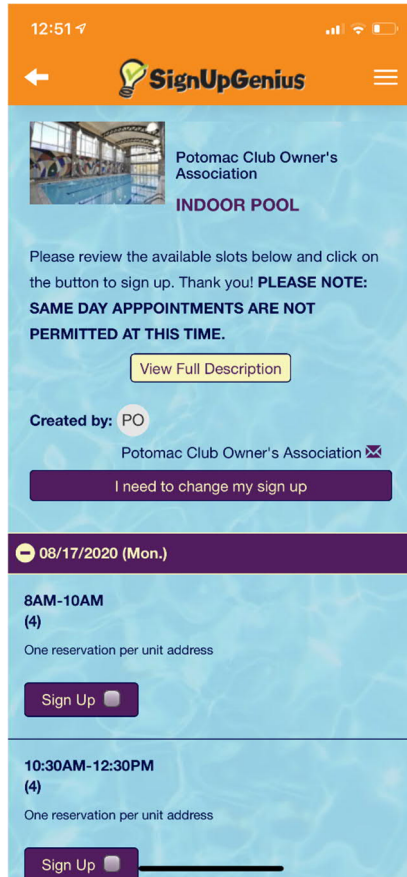 12:51
SignUpGenius
Potomac Club Owner's
Association
INDOOR POOL
Please review the available slots below and click on
the button to sign up. Thank you! PLEASE NOTE:
SAME DAY APPPOINTMENTS ARE NOT
PERMITTED AT THIS TIME.
View Full Description
Created by: PO
Potomac Club Owner's Association
I need to change my sign up
08/17/2020 (Mon.)
8AM-10AM
(4)
One reservation per unit address
Sign Up
10:30AM-12:30PM
(4)
One reservation per unit address
Sign Up